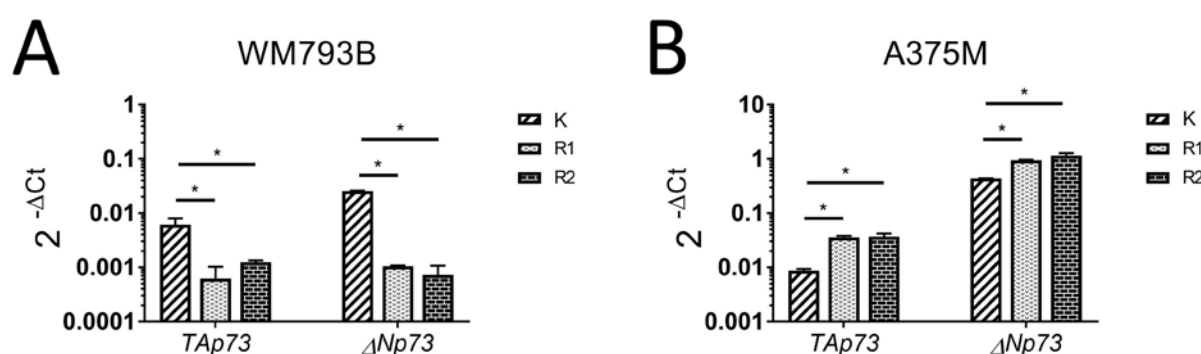 A
WM793B
2 -ΔCt
1
0.1
0.01
0.001
0.0001
*
*
*
*
TAp73
ΔNp73
K
R1
R2
B
A375M
2 -ΔCt
10
1
0.1
0.01
0.001
*
*
*
*
TAp73
ΔNp73
K
R1
R2